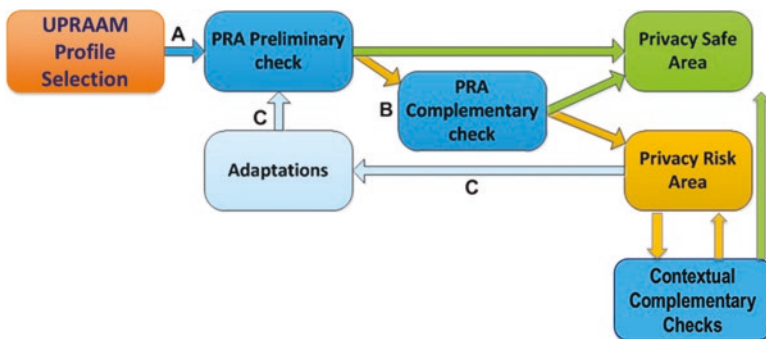 UPRAAM
Profile
Selection
A
PRA Preliminary
check
Privacy Safe
Area
B
PRA
Complementary
check
C
Adaptations
C
Privacy Risk
Area
Contextual
Complementary
Checks